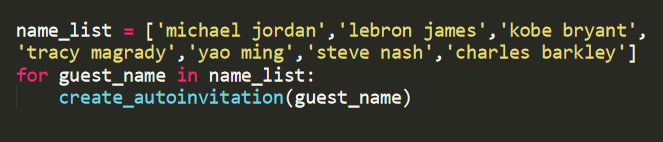 name_list = ['michael jordan','lebron james','kobe bryant',
'tracy magrady','yao ming','steve nash','charles barkley']
for guest_name in name_list:
    create_autoinvitation(guest_name)